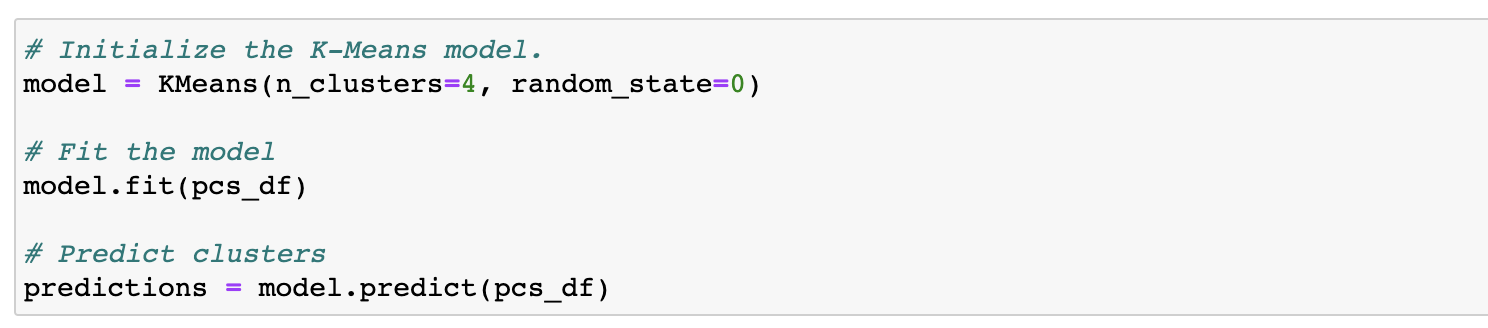 # Initialize the K-Means model.
model = KMeans(n_clusters=4, random_state=0)
# Fit the model
model.fit(pcs_df)
# Predict clusters
predictions = model.predict(pcs_df)